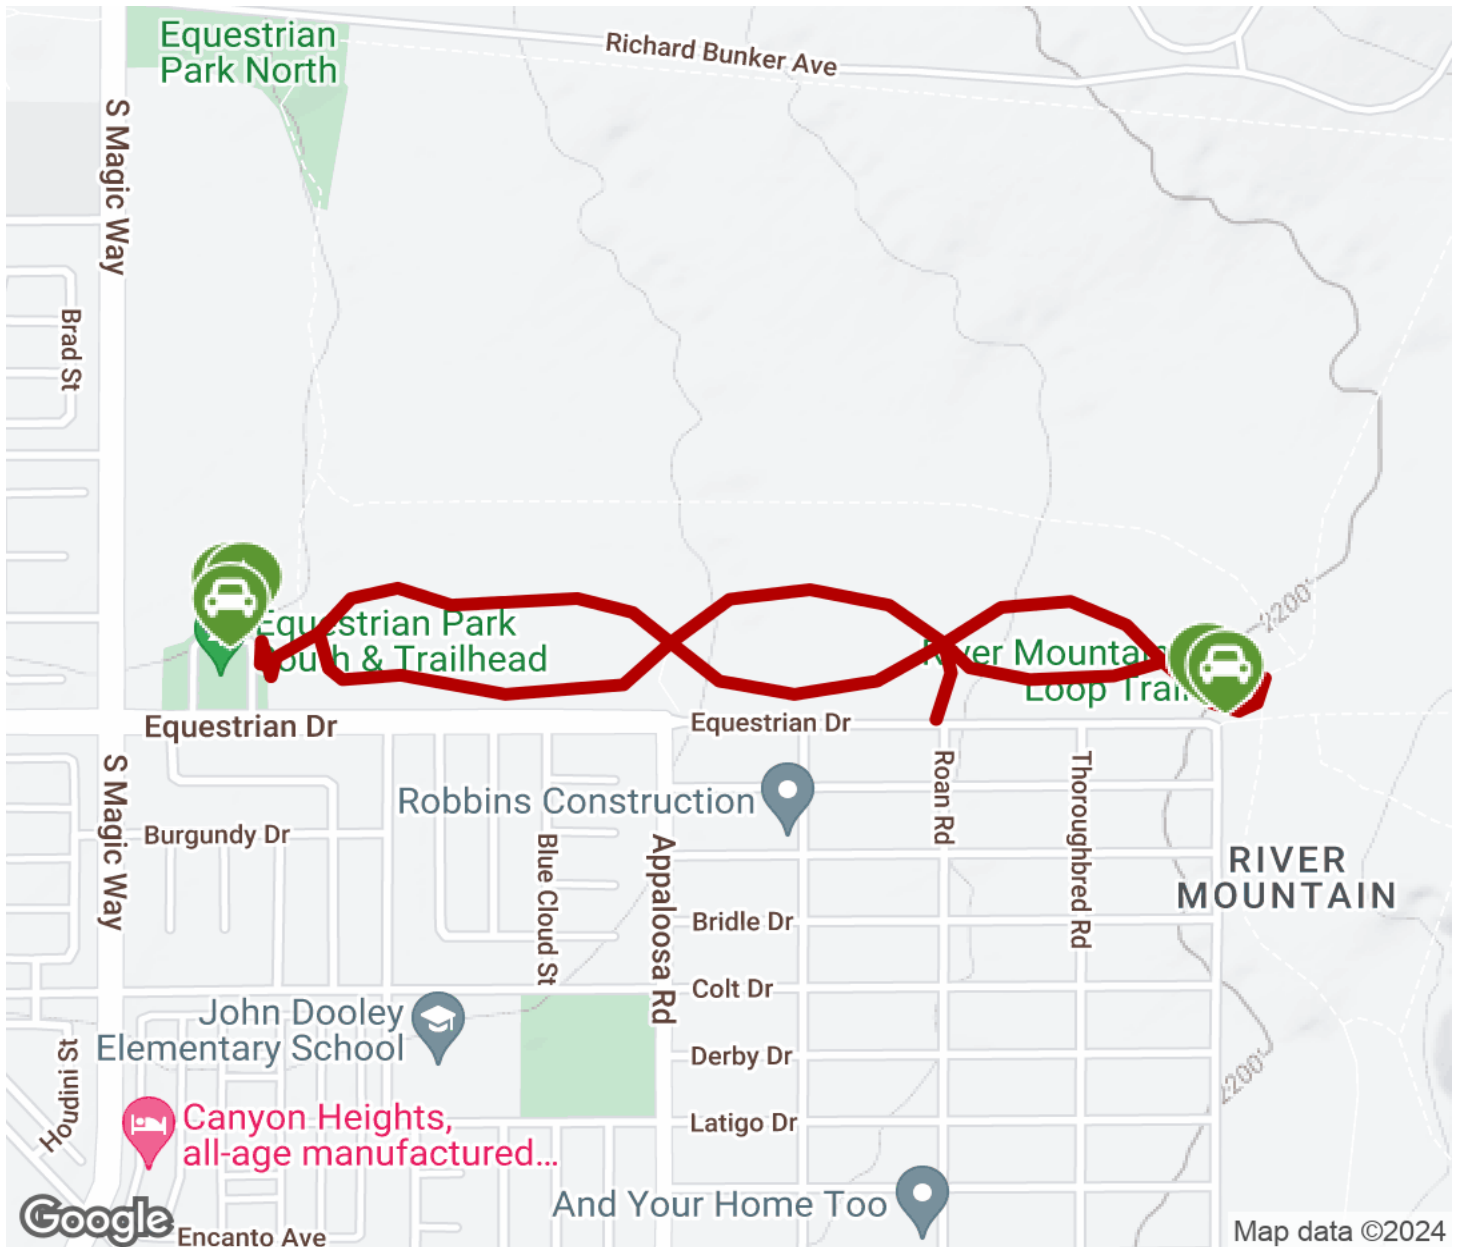 Equestrian
Park North
Richard Bunker Ave
S Magic Way
Brad St
2200'
Equestrian Park
South & Trailhead
River Mountain
Loop Trail
Equestrian Dr
Equestrian Dr
S Magic Way
Robbins Construction
Roan Rd
Thoroughbred Rd
Burgundy Dr
Blue Cloud St
Appaloosa Rd
RIVER
MOUNTAIN
Bridle Dr
Colt Dr
John Dooley
Elementary School
Houdini St
Derby Dr
2200'
Canyon Heights,
all-age manufactured...
Latigo Dr
And Your Home Too
Google
Encanto Ave
Map data ©2024